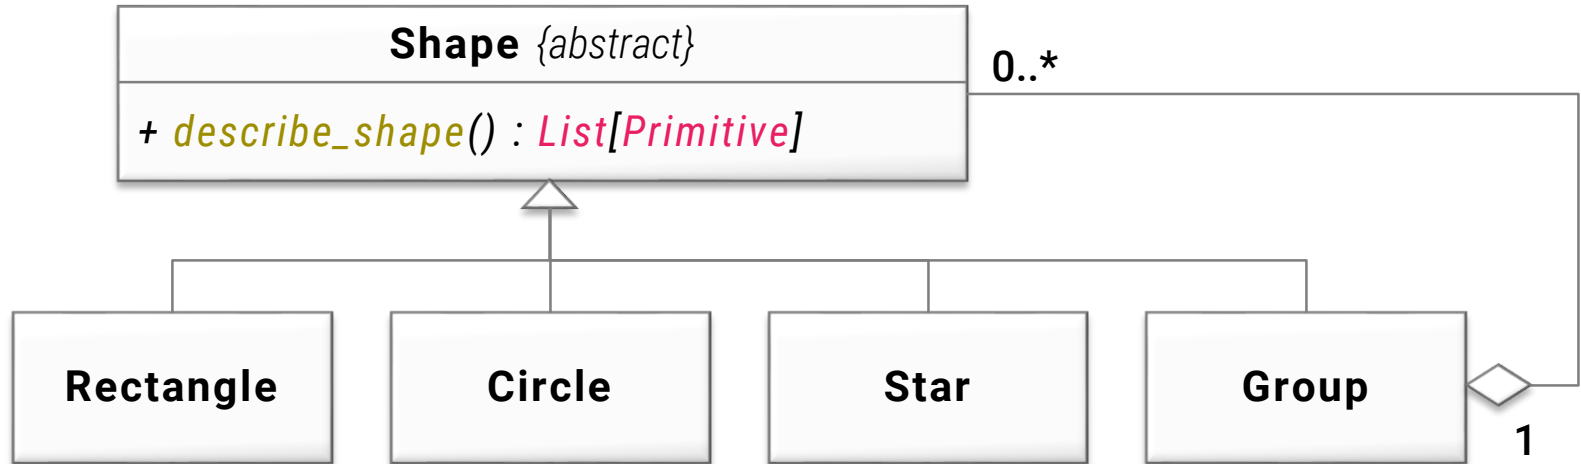 Shape {abstract}
0..*
+ describe_shape() : List[Primitive]
Rectangle
Circle
Star
Group
1